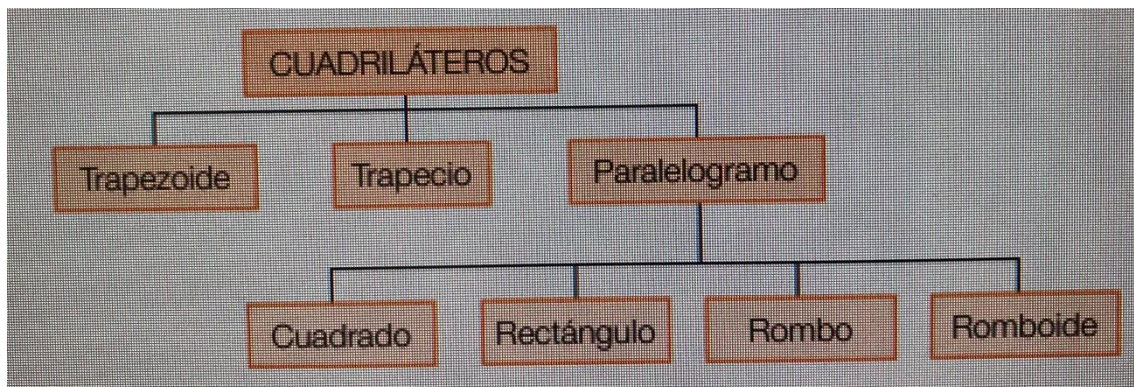 CUADRILÁTEROS
Trapezoide Trapecio Paralelogramo
Cuadrado Rectángulo Rombo Romboide